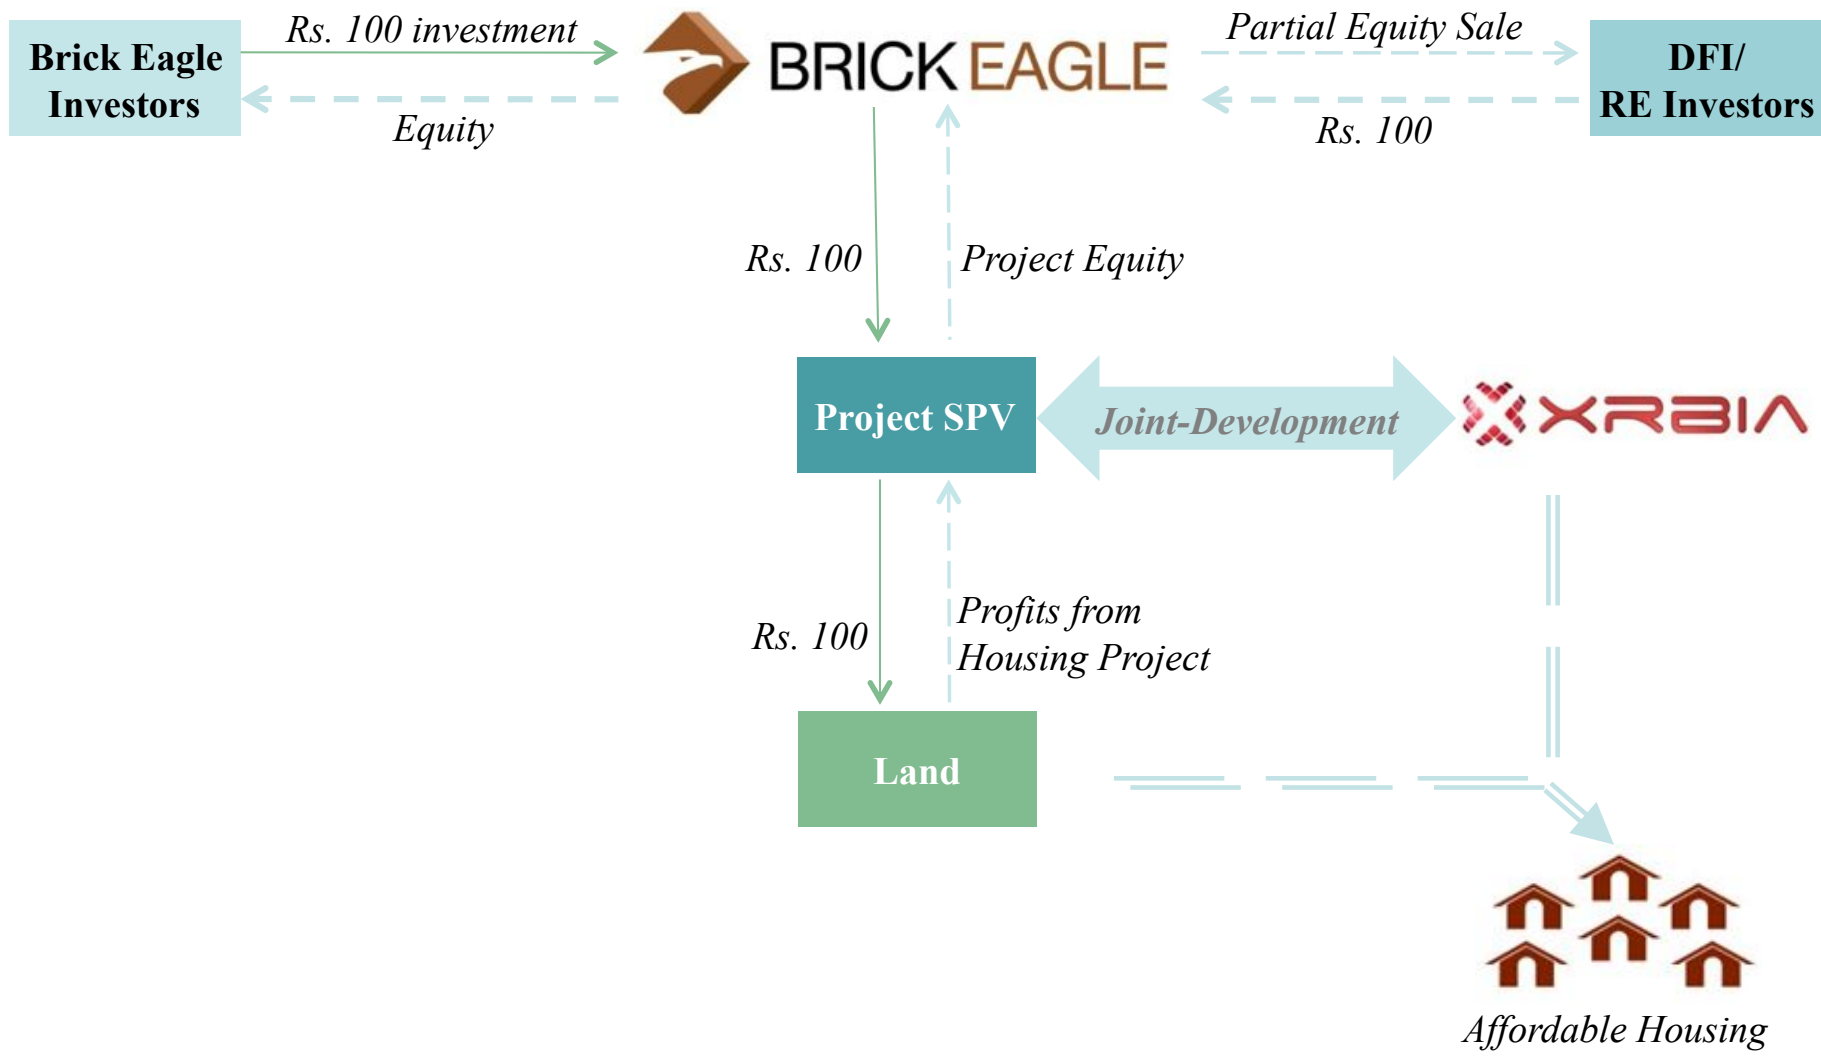 Rs. 100 investment
Partial Equity Sale
Brick Eagle
Investors
BRICK EAGLE
DFI/
RE Investors
Equity
Rs. 100
Rs. 100
Project Equity
Project SPV
Joint-Development
XRBIA
Rs. 100
Profits from
Housing Project
Land
Affordable Housing